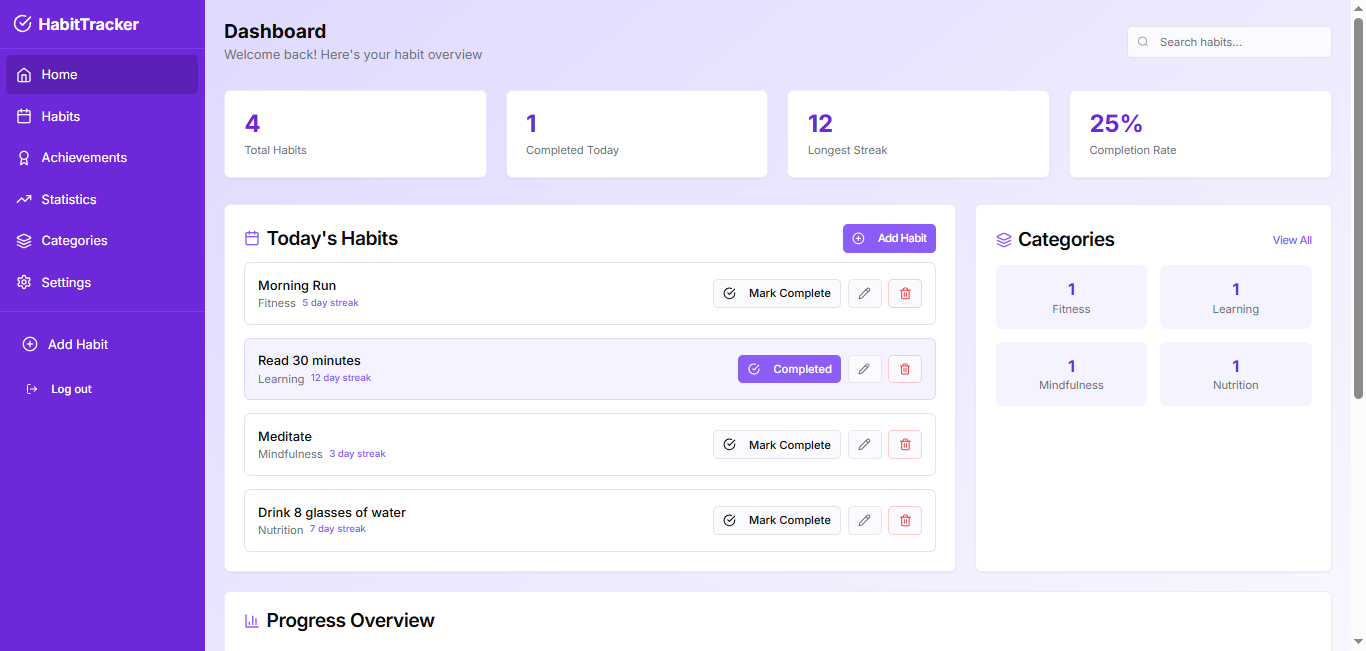 HabitTracker
Home
Habits
Achievements
Statistics
Categories
Settings
Add Habit
Log out
Dashboard
Welcome back! Here's your habit overview
Search habits...
4
Total Habits
1
Completed Today
12
Longest Streak
25%
Completion Rate
Today's Habits
Add Habit
Morning Run
Fitness 5 day streak
Mark Complete
Read 30 minutes
Learning 12 day streak
Completed
Meditate
Mindfulness 3 day streak
Mark Complete
Drink 8 glasses of water
Nutrition 7 day streak
Mark Complete
Categories
View All
1
Fitness
1
Learning
1
Mindfulness
1
Nutrition
Progress Overview